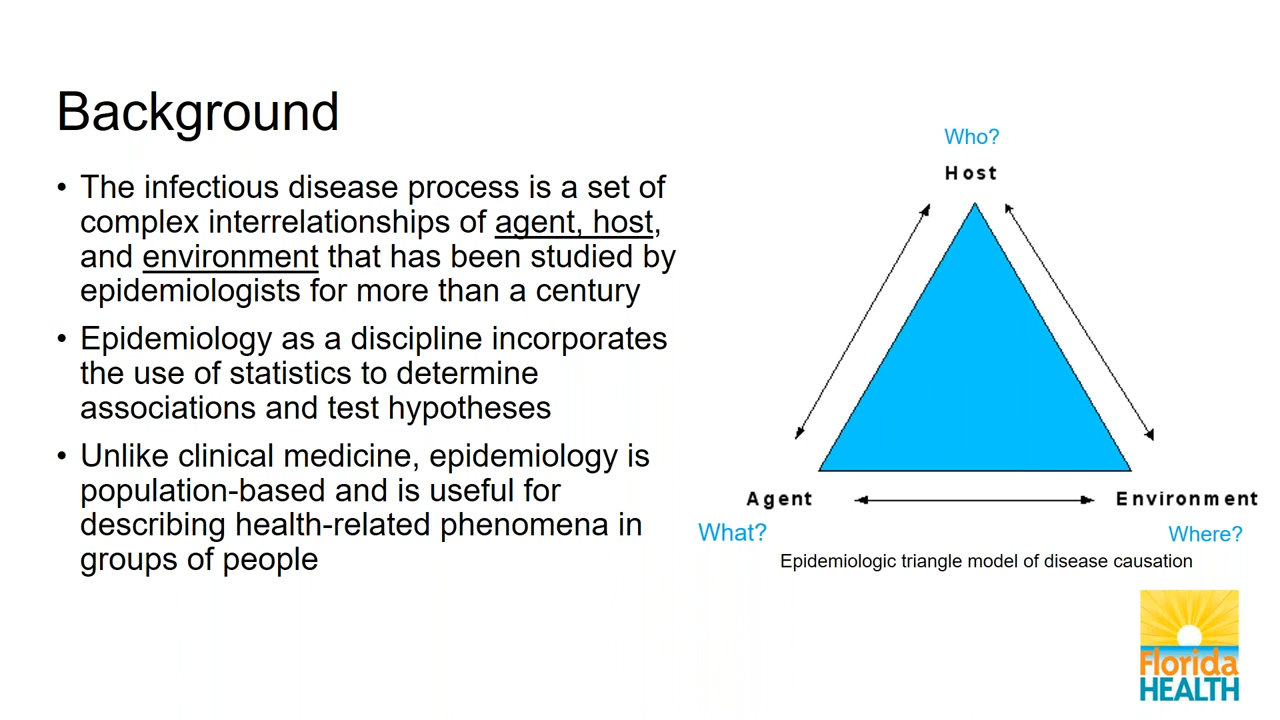 Background
• The infectious disease process is a set of
complex interrelationships of agent, host,
and environment that has been studied by
epidemiologists for more than a century
• Epidemiology as a discipline incorporates
the use of statistics to determine
associations and test hypotheses
• Unlike clinical medicine, epidemiology is
population-based and is useful for
describing health-related phenomena in
groups of people
Who?
Host
Agent
Environment
What?
Where?
Epidemiologic triangle model of disease causation
Florida
HEALTH